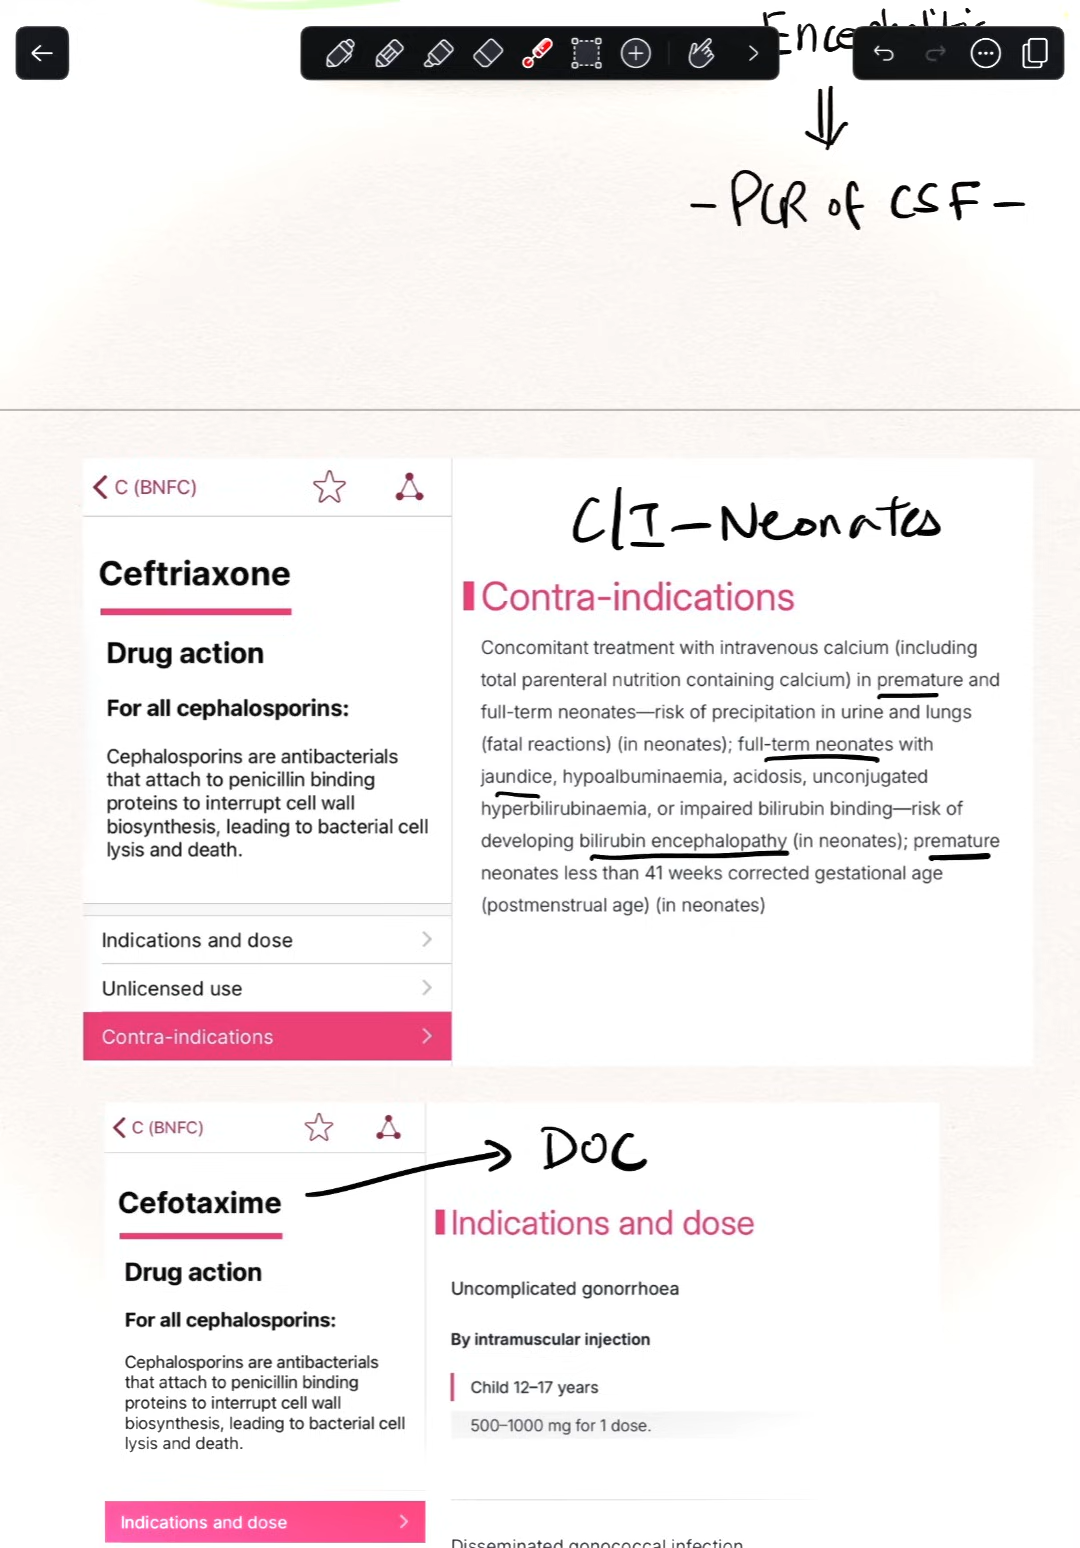 Encephalitis
⇓
- PCR of CSF -
C (BNFC)
Ceftriaxone
Drug action
For all cephalosporins:
Cephalosporins are antibacterials
that attach to penicillin binding
proteins to interrupt cell wall
biosynthesis, leading to bacterial cell
lysis and death.
Indications and dose
Unlicensed use
Contra-indications
C/I - Neonates
Contra-indications
Concomitant treatment with intravenous calcium (including
total parenteral nutrition containing calcium) in premature and
full-term neonates—risk of precipitation in urine and lungs
(fatal reactions) (in neonates); full-term neonates with
jaundice, hypoalbuminaemia, acidosis, unconjugated
hyperbilirubinaemia, or impaired bilirubin binding—risk of
developing bilirubin encephalopathy (in neonates); premature
neonates less than 41 weeks corrected gestational age
(postmenstrual age) (in neonates)
C (BNFC)
Cefotaxime
Drug action
For all cephalosporins:
Cephalosporins are antibacterials
that attach to penicillin binding
proteins to interrupt cell wall
biosynthesis, leading to bacterial cell
lysis and death.
Indications and dose
→ DOC
Indications and dose
Uncomplicated gonorrhoea
By intramuscular injection
Child 12–17 years
500–1000 mg for 1 dose.
Disseminated gonococcal infection